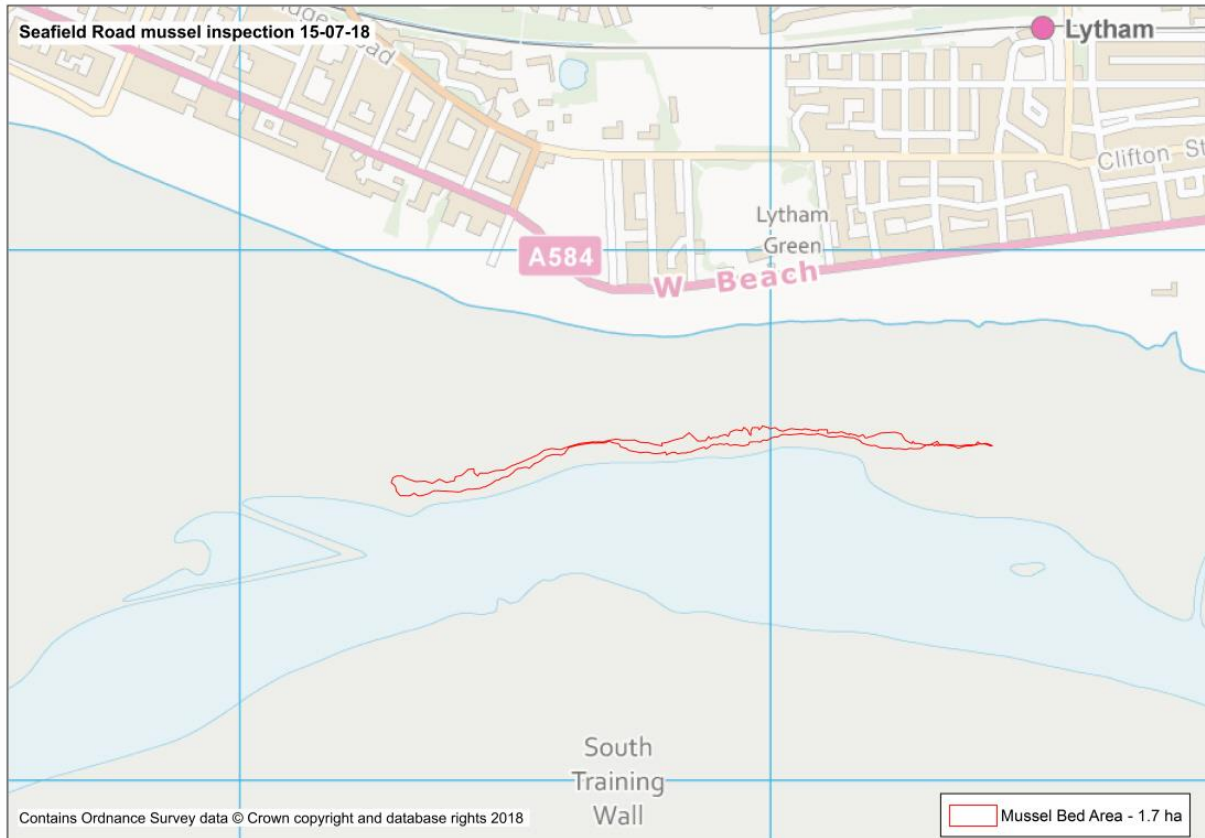 Seafield Road mussel inspection 15-07-18
Lytham
Clifton St
Lytham
Green
A584
W Beach
South
Training
Wall
Contains Ordnance Survey data © Crown copyright and database rights 2018
Mussel Bed Area - 1.7 ha